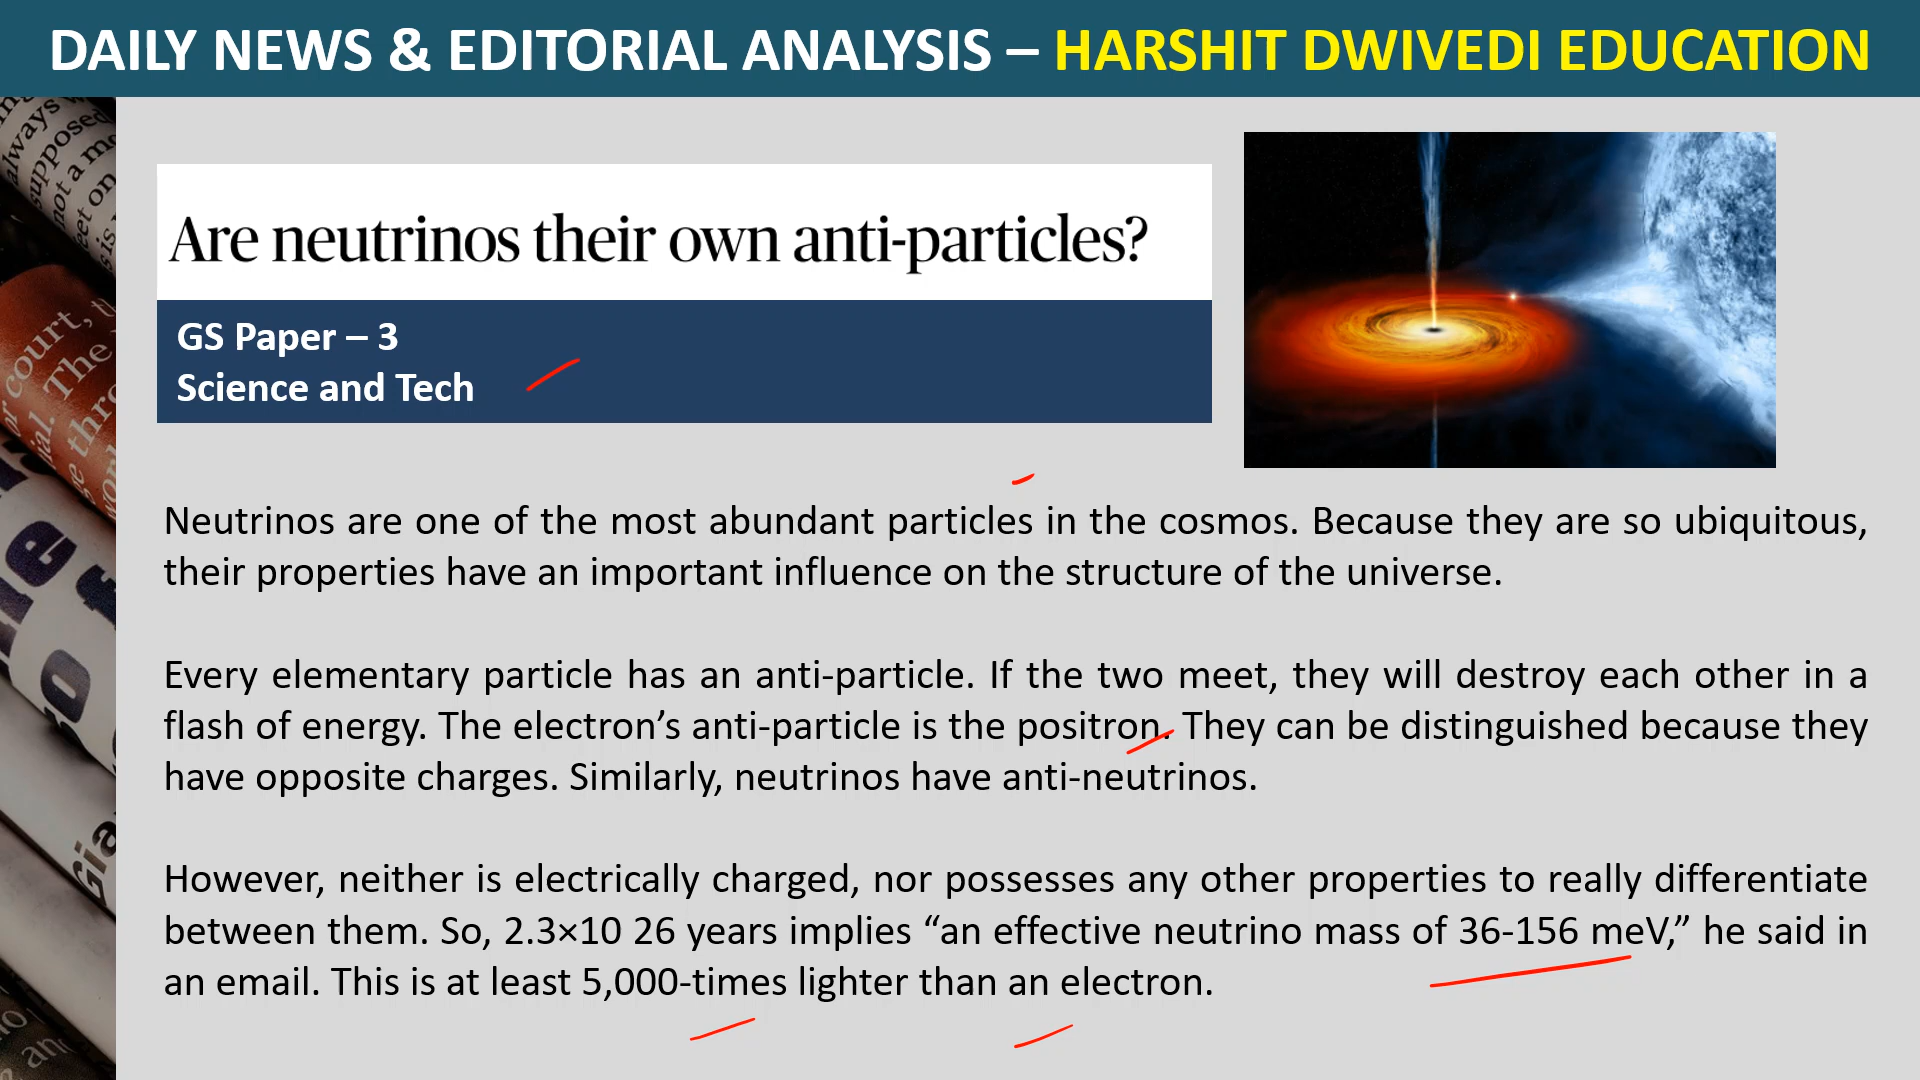 DAILY NEWS & EDITORIAL ANALYSIS – HARSHIT DWIVEDI EDUCATION
Are neutrinos their own anti-particles?
GS Paper – 3
Science and Tech
Neutrinos are one of the most abundant particles in the cosmos. Because they are so ubiquitous,
their properties have an important influence on the structure of the universe.
Every elementary particle has an anti-particle. If the two meet, they will destroy each other in a
flash of energy. The electron’s anti-particle is the positron. They can be distinguished because they
have opposite charges. Similarly, neutrinos have anti-neutrinos.
However, neither is electrically charged, nor possesses any other properties to really differentiate
between them. So, 2.3×10 26 years implies “an effective neutrino mass of 36-156 meV,” he said in
an email. This is at least 5,000-times lighter than an electron.